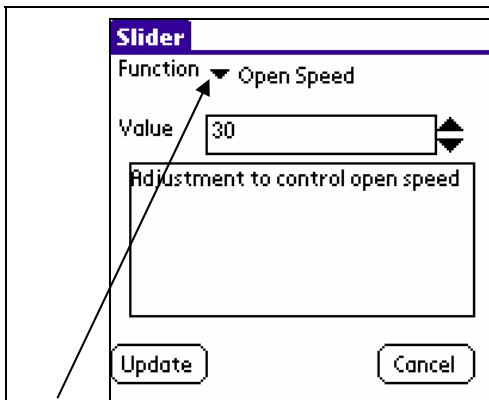 Slider
Function Open Speed
Value 30
Adjustment to control open speed
Update Cancel